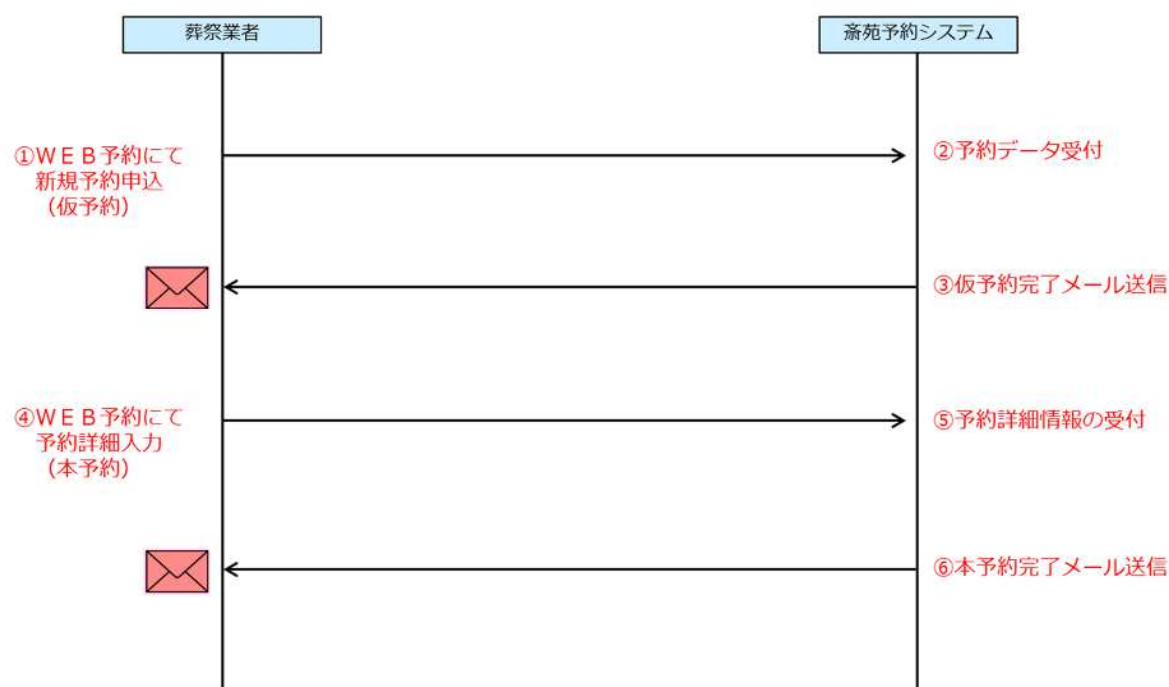 葬祭業者
斎苑予約システム
①ＷＥＢ予約にて
新規予約申込
（仮予約）
②予約データ受付
③仮予約完了メール送信
④ＷＥＢ予約にて
予約詳細入力
（本予約）
⑤予約詳細情報の受付
⑥本予約完了メール送信